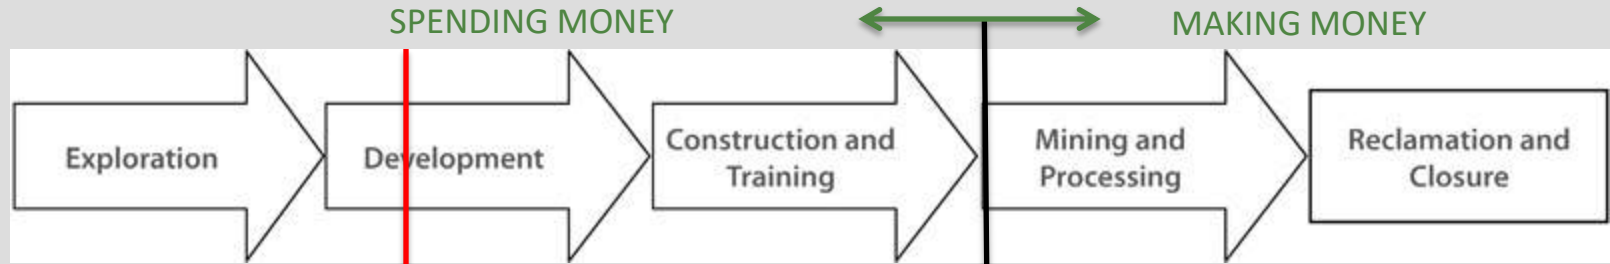 SPENDING MONEY
MAKING MONEY
Exploration
Development
Construction and
Training
Mining and
Processing
Reclamation and
Closure